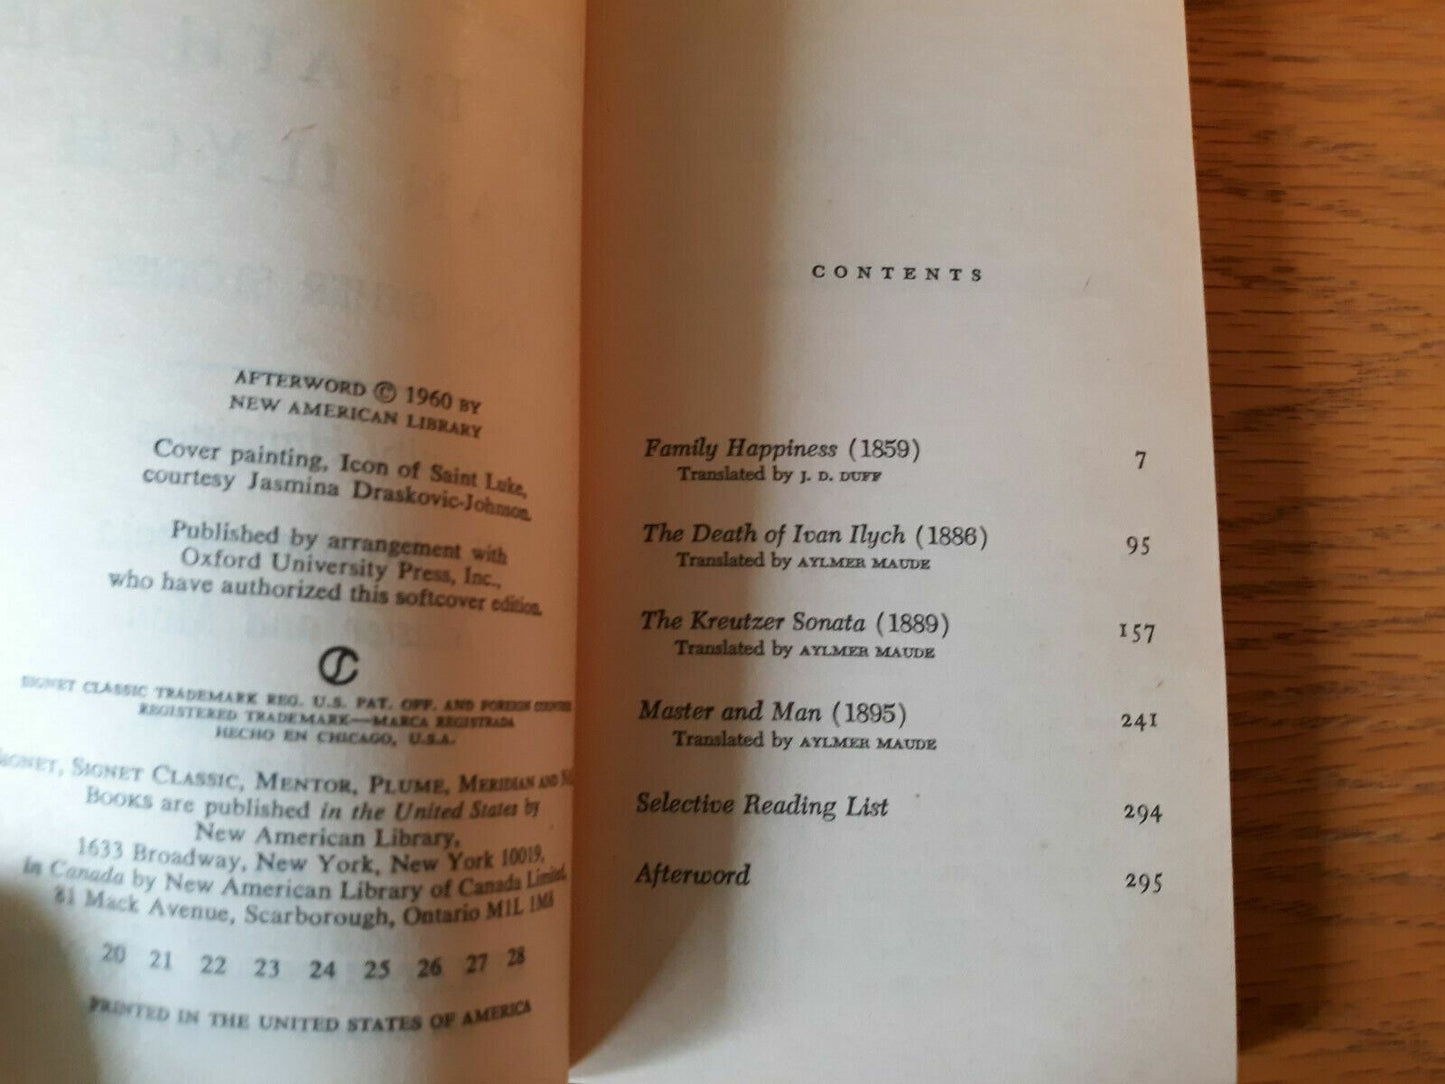 AFTERWORD © 1960 BY
NEW AMERICAN LIBRARY
Cover painting, Icon of Saint Luke,
courtesy Jasmina Draskovic-Johnson.
Published by arrangement with
Oxford University Press, Inc.,
who have authorized this softcover edition.
SIGNET CLASSIC TRADEMARK REG. U.S. PAT. OFF. AND FOREIGN
REGISTERED TRADEMARK—MARCA REGISTRADA
HECHO EN CHICAGO, U.S.A.
SIGNET, SIGNET CLASSIC, MENTOR, PLUME, MERIDIAN AND
BOOKS are published in the United States by
New American Library,
1633 Broadway, New York, New York 10019,
in Canada by New American Library of Canada Limited,
81 Mack Avenue, Scarborough, Ontario M1L 1M8
20 21 22 23 24 25 26 27 28
PRINTED IN THE UNITED STATES OF AMERICA
CONTENTS
Family Happiness (1859) 7
Translated by J. D. DUFF
The Death of Ivan Ilych (1886) 95
Translated by AYLMER MAUDE
The Kreutzer Sonata (1889) 157
Translated by AYLMER MAUDE
Master and Man (1895) 241
Translated by AYLMER MAUDE
Selective Reading List 294
Afterword 295